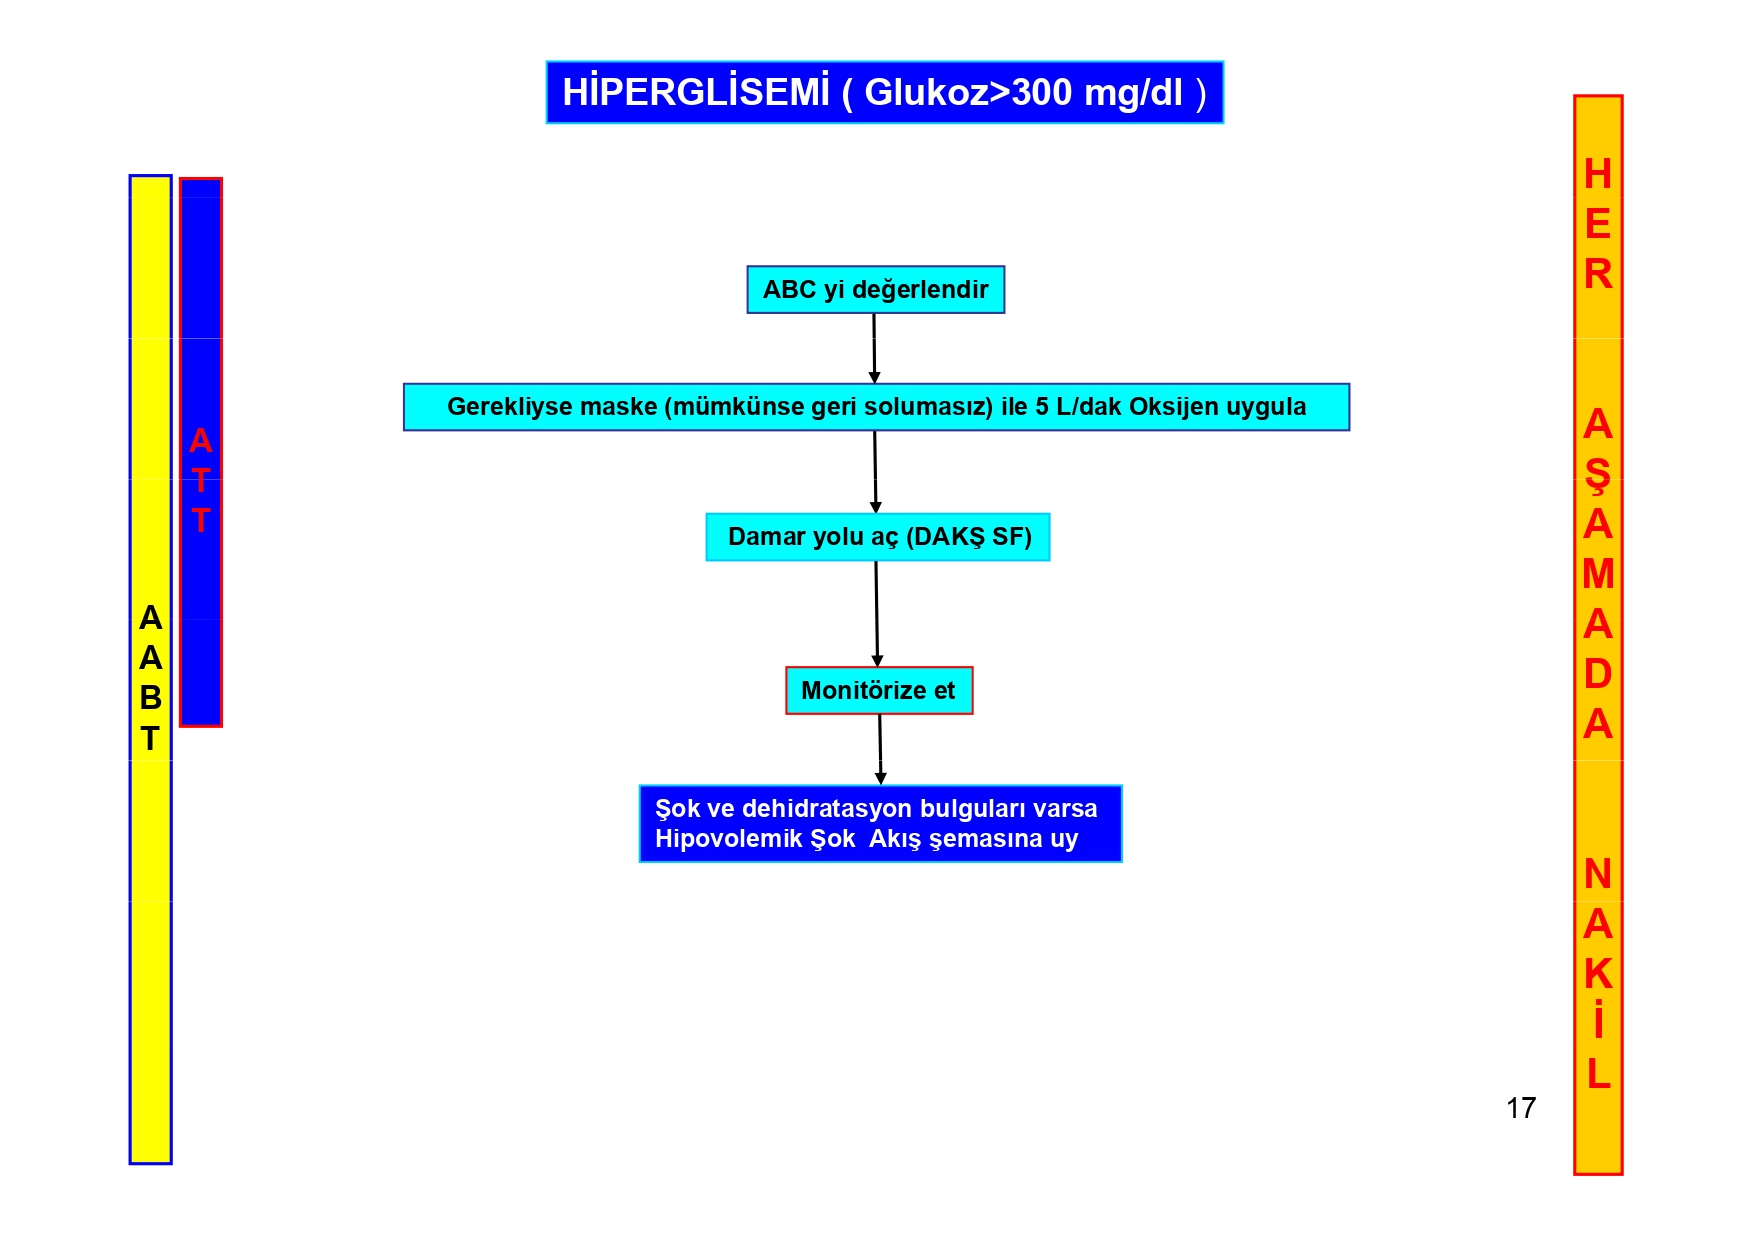 HİPERGLİSEMİ ( Glukoz>300 mg/dl )
AABT
ATT
ABC yi değerlendir
Gerekliyse maske (mümkünse geri solumasız) ile 5 L/dak Oksijen uygula
Damar yolu aç (DAKŞ SF)
Monitörize et
Şok ve dehidratasyon bulguları varsa
Hipovolemik Şok  Akış şemasına uy
HER AŞAMADA NAKİL
17